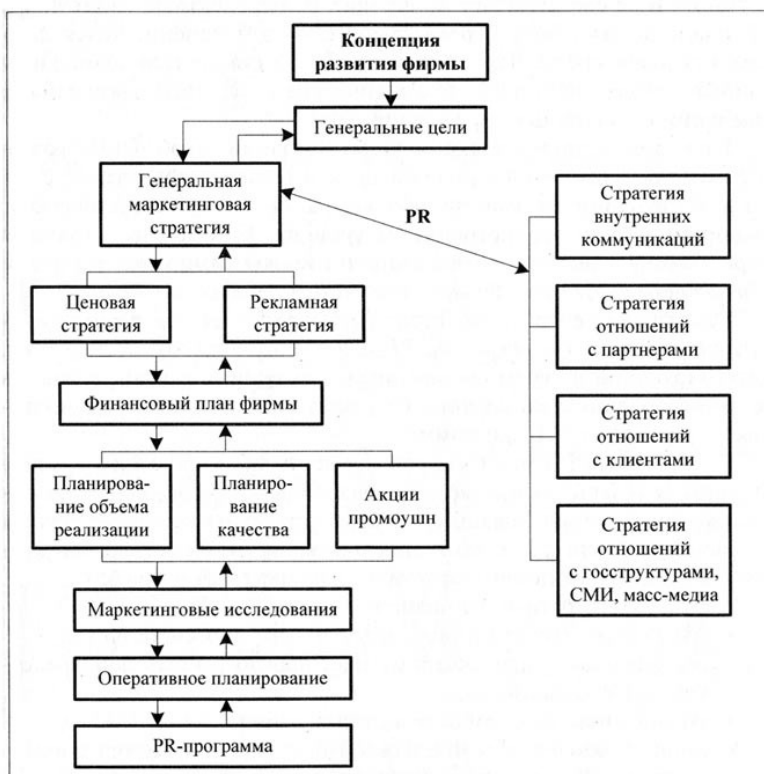 Концепция
развития фирмы
Генеральные цели
Генеральная
маркетинговая
стратегия
PR
Стратегия
внутренних
коммуникаций
Ценовая
стратегия
Рекламная
стратегия
Стратегия
отношений
с партнерами
Финансовый план фирмы
Стратегия
отношений
с клиентами
Планирова-
ние объема
реализации
Планиро-
вание
качества
Акции
промоушн
Стратегия
отношений
с госструктурами,
СМИ, масс-медиа
Маркетинговые исследования
Оперативное планирование
PR-программа